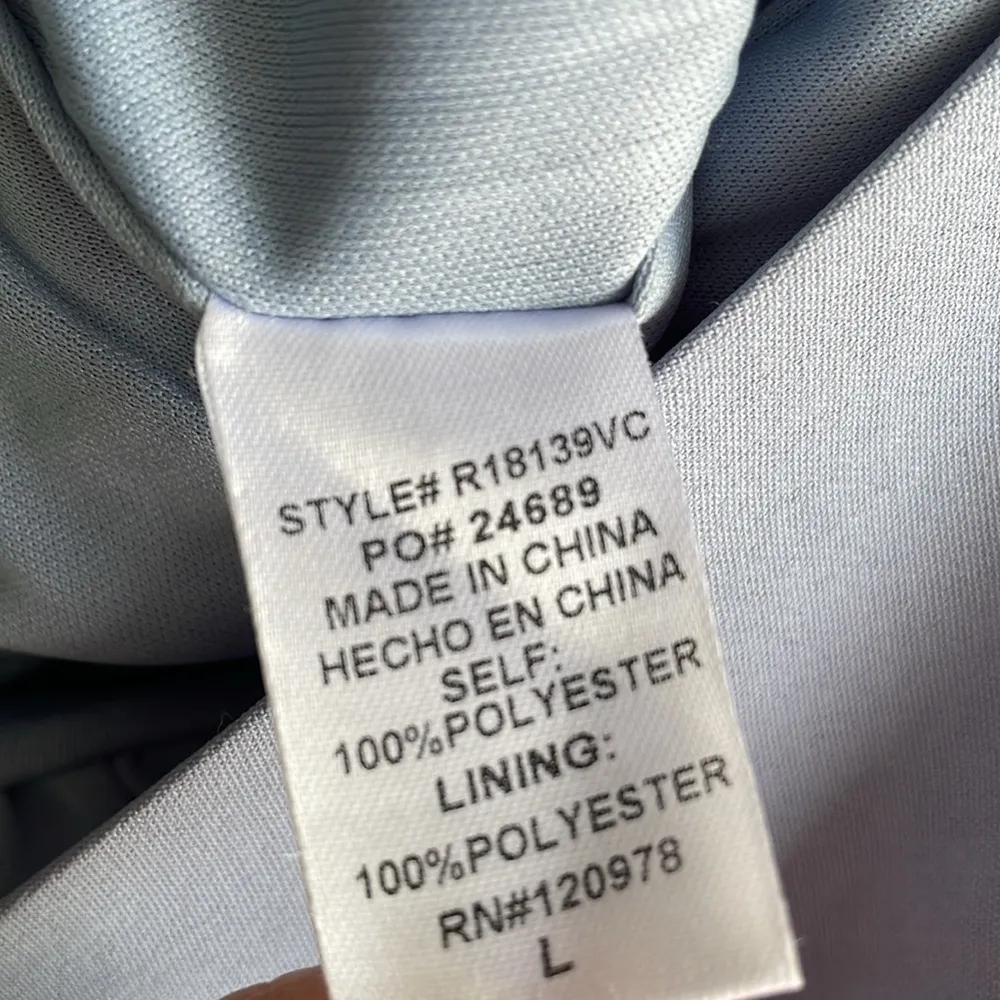 STYLE# R18139VC
PO# 24689
MADE IN CHINA
HECHO EN CHINA
SELF:
100%POLYESTER
LINING:
100%POLYESTER
RN#120978
L